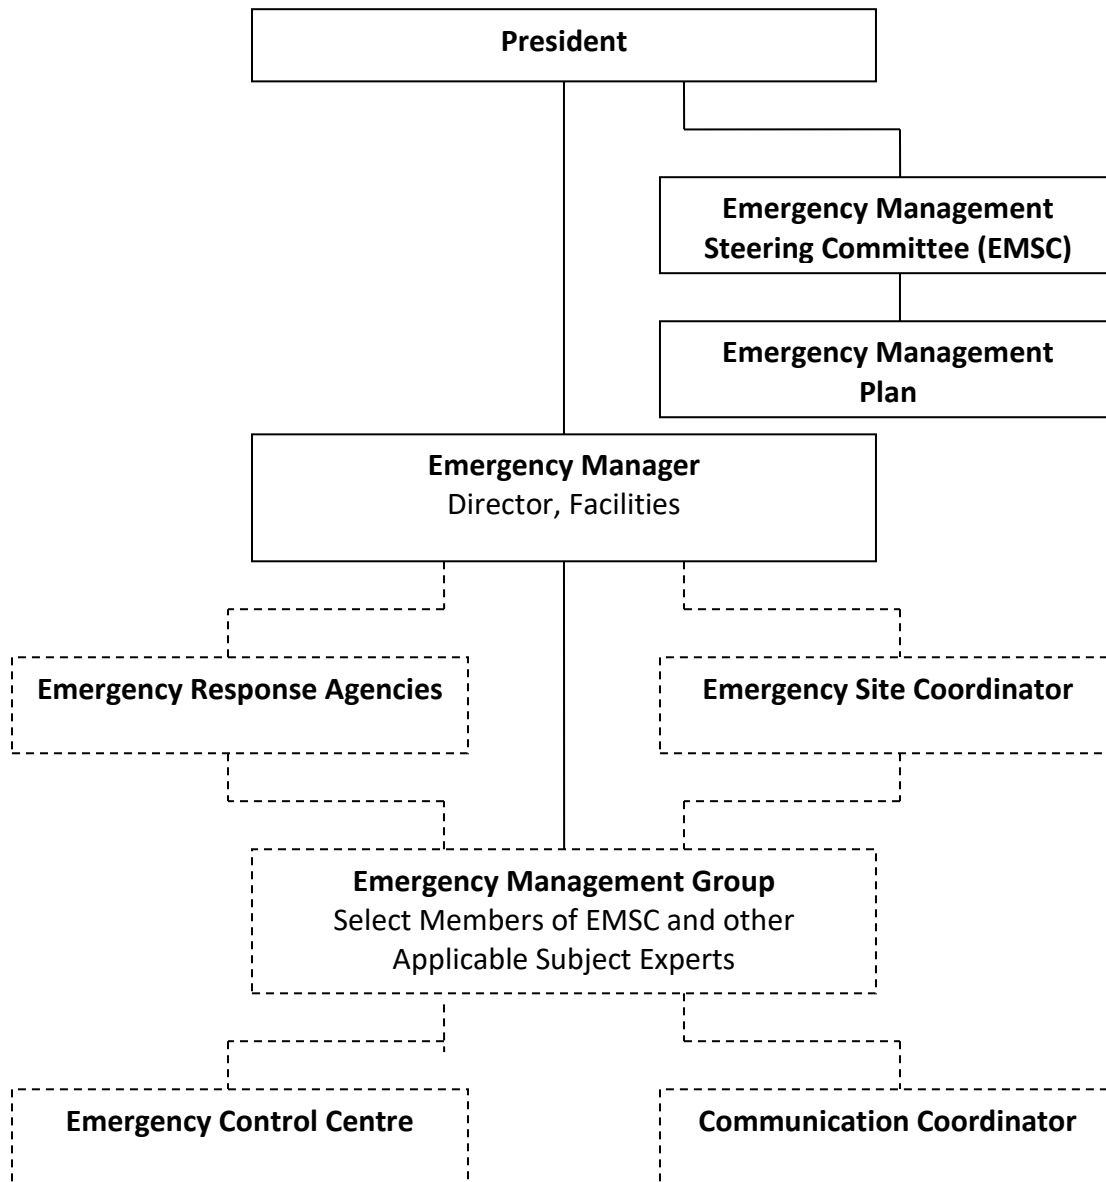 President
Emergency Management
Steering Committee (EMSC)
Emergency Management
Plan
Emergency Manager
Director, Facilities
Emergency Response Agencies
Emergency Site Coordinator
Emergency Management Group
Select Members of EMSC and other
Applicable Subject Experts
Emergency Control Centre
Communication Coordinator